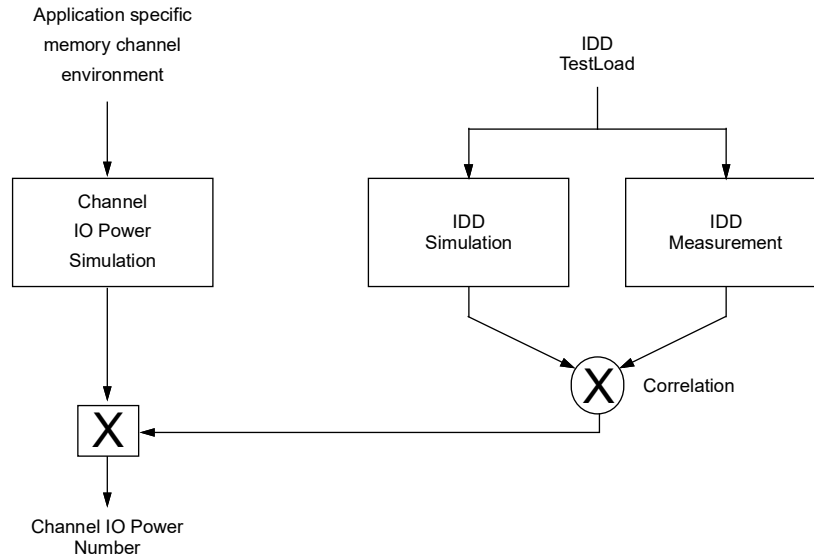 Application specific
memory channel
environment
IDD
TestLoad
Channel
IO Power
Simulation
IDD
Simulation
IDD
Measurement
X
Correlation
X
Channel IO Power
Number